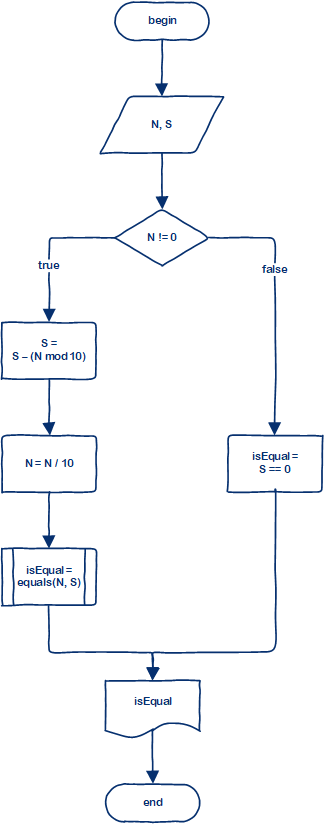 begin
N, S
N != 0
true
false
S =
S – (N mod 10)
N = N / 10
isEqual =
S == 0
isEqual =
equals(N, S)
isEqual
end